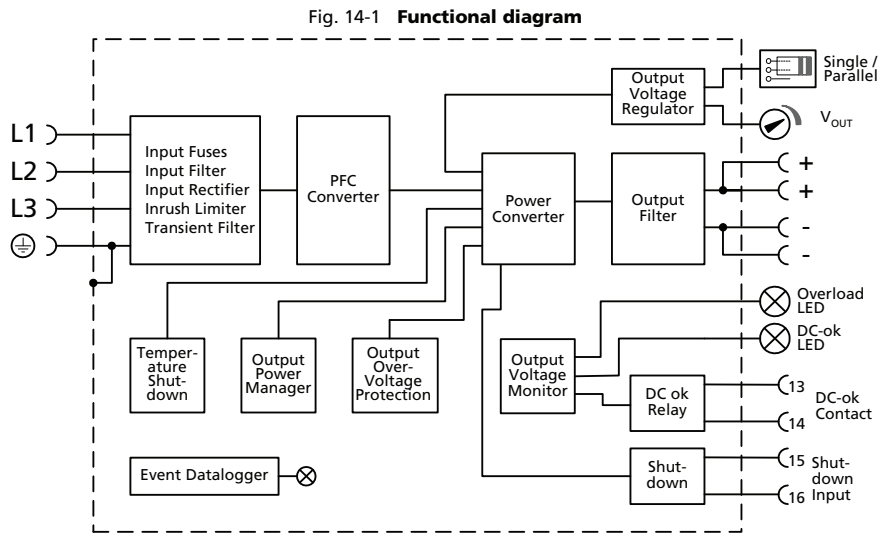 Fig. 14-1 Functional diagram
Single /
Parallel
Output
Voltage
Regulator
V_OUT
L1
L2
L3
Input Fuses
Input Filter
Input Rectifier
Inrush Limiter
Transient Filter
PFC
Converter
Power
Converter
Output
Filter
+
+
-
-
Overload
LED
DC-ok
LED
Temper-
ature
Shut-
down
Output
Power
Manager
Output
Over-
Voltage
Protection
Output
Voltage
Monitor
DC ok
Relay
13
14
DC-ok
Contact
Event Datalogger
Shut-
down
15
16
Shut-
down
Input